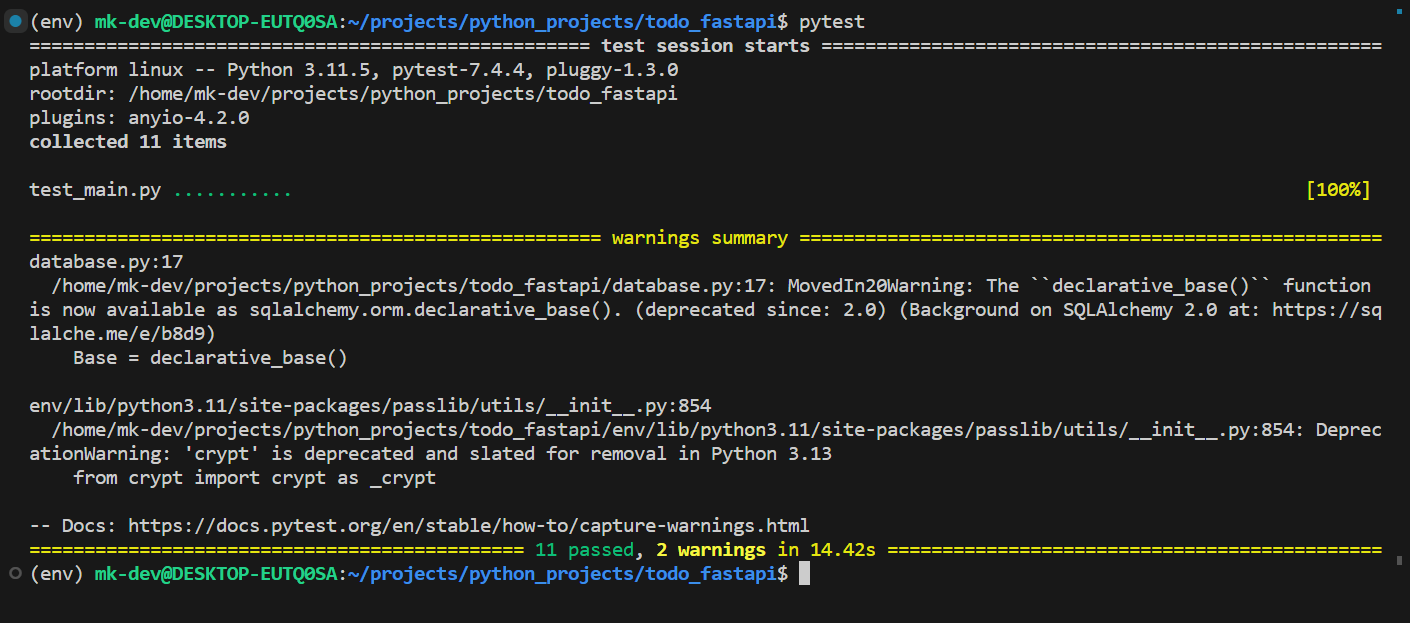 (env) mk-dev@DESKTOP-EUTQ0SA:~/projects/python_projects/todo_fastapi$ pytest
=================================================== test session starts ===================================================
platform linux -- Python 3.11.5, pytest-7.4.4, pluggy-1.3.0
rootdir: /home/mk-dev/projects/python_projects/todo_fastapi
plugins: anyio-4.2.0
collected 11 items
test_main.py ........... [100%]
==================================================== warnings summary =====================================================
database.py:17
/home/mk-dev/projects/python_projects/todo_fastapi/database.py:17: MovedIn20Warning: The ``declarative_base()`` function
is now available as sqlalchemy.orm.declarative_base(). (deprecated since: 2.0) (Background on SQLAlchemy 2.0 at: https://sq
lalche.me/e/b8d9)
Base = declarative_base()
env/lib/python3.11/site-packages/passlib/utils/__init__.py:854
/home/mk-dev/projects/python_projects/todo_fastapi/env/lib/python3.11/site-packages/passlib/utils/__init__.py:854: Deprec
ationWarning: 'crypt' is deprecated and slated for removal in Python 3.13
from crypt import crypt as _crypt
-- Docs: https://docs.pytest.org/en/stable/how-to/capture-warnings.html
============================================= 11 passed, 2 warnings in 14.42s =============================================
(env) mk-dev@DESKTOP-EUTQ0SA:~/projects/python_projects/todo_fastapi$